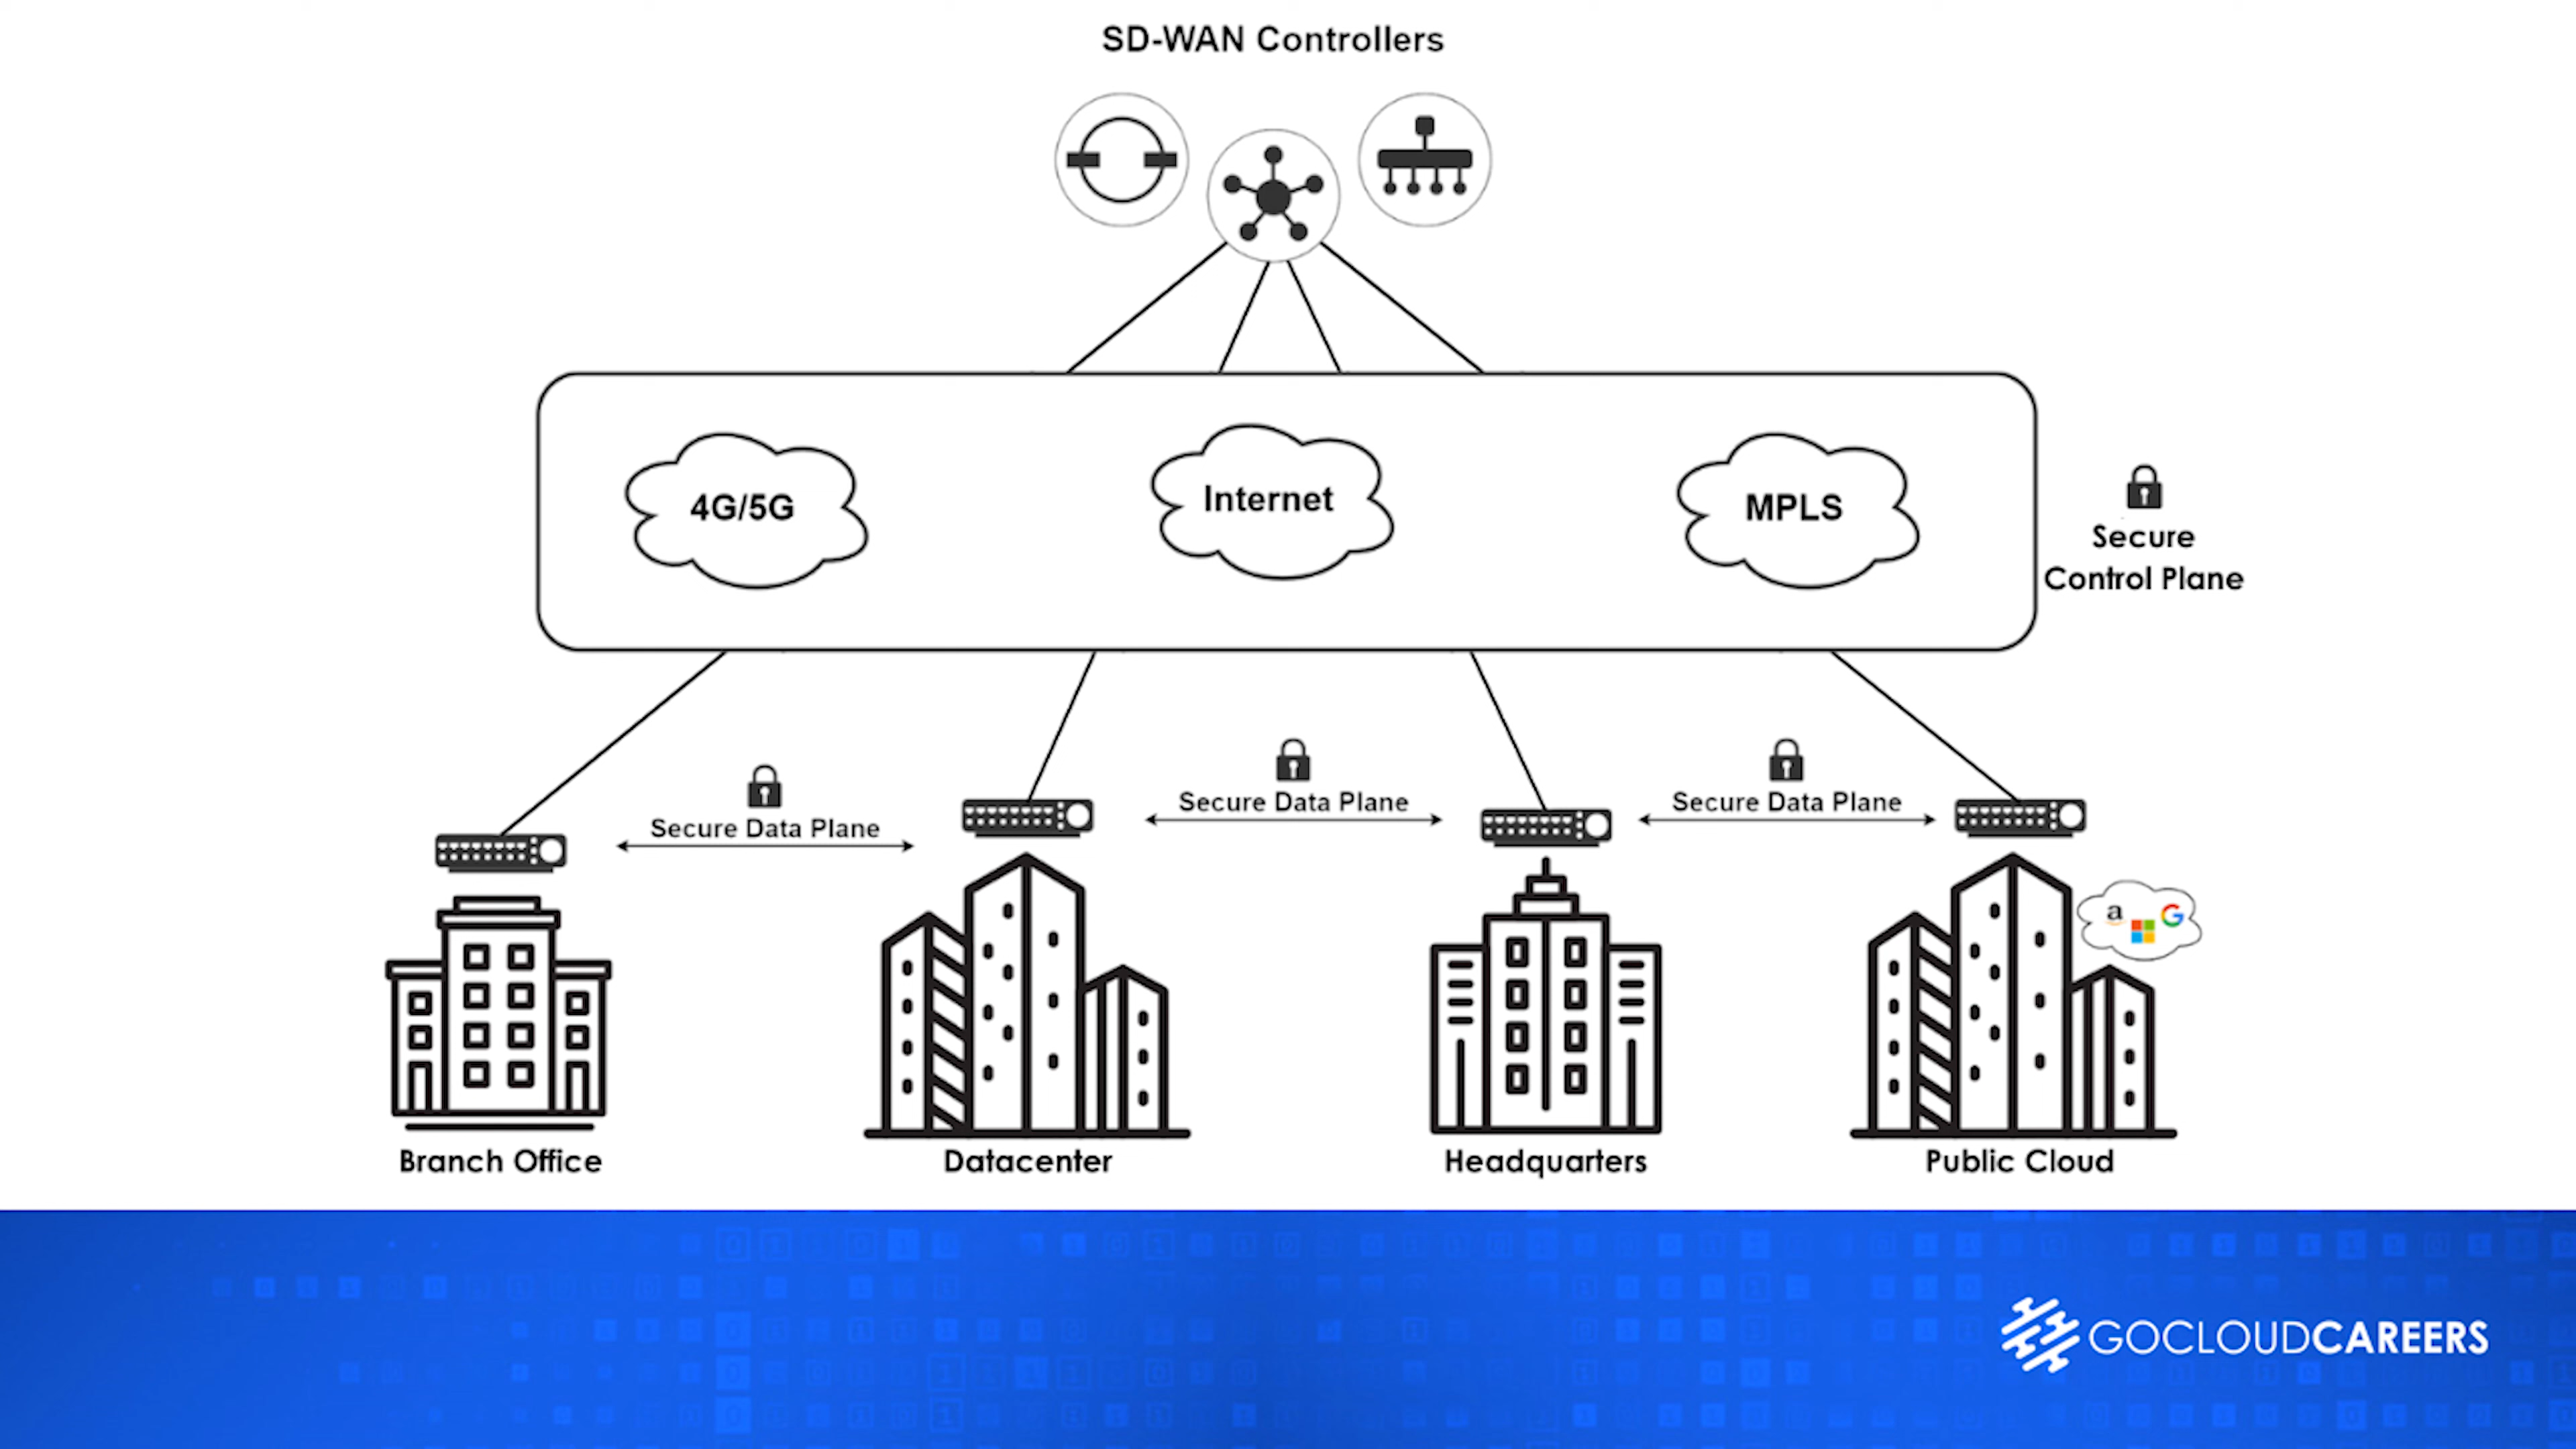 SD-WAN Controllers
4G/5G
Internet
MPLS
Secure
Control Plane
Secure Data Plane
Secure Data Plane
Secure Data Plane
a
G
Branch Office
Datacenter
Headquarters
Public Cloud
GOCLOUDCAREERS